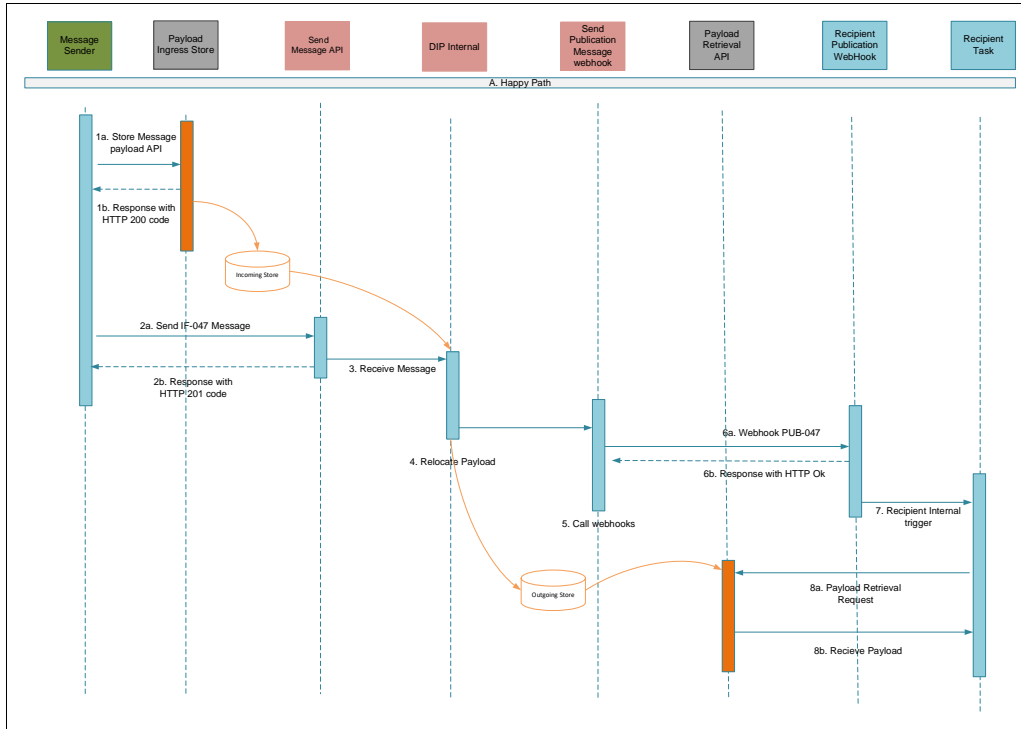 Message
Sender
Payload
Ingress Store
Send
Message API
DIP Internal
Send
Publication
Message
webhook
Payload
Retrieval
API
Recipient
Publication
WebHook
Recipient
Task
A. Happy Path
1a. Store Message
payload API
1b. Response with
HTTP 200 code
Incoming Store
2a. Send IF-047 Message
3. Receive Message
2b. Response with
HTTP 201 code
6a. Webhook PUB-047
4. Relocate Payload
6b. Response with HTTP Ok
5. Call webhooks
7. Recipient Internal
trigger
8a. Payload Retrieval
Request
Outgoing Store
8b. Recieve Payload